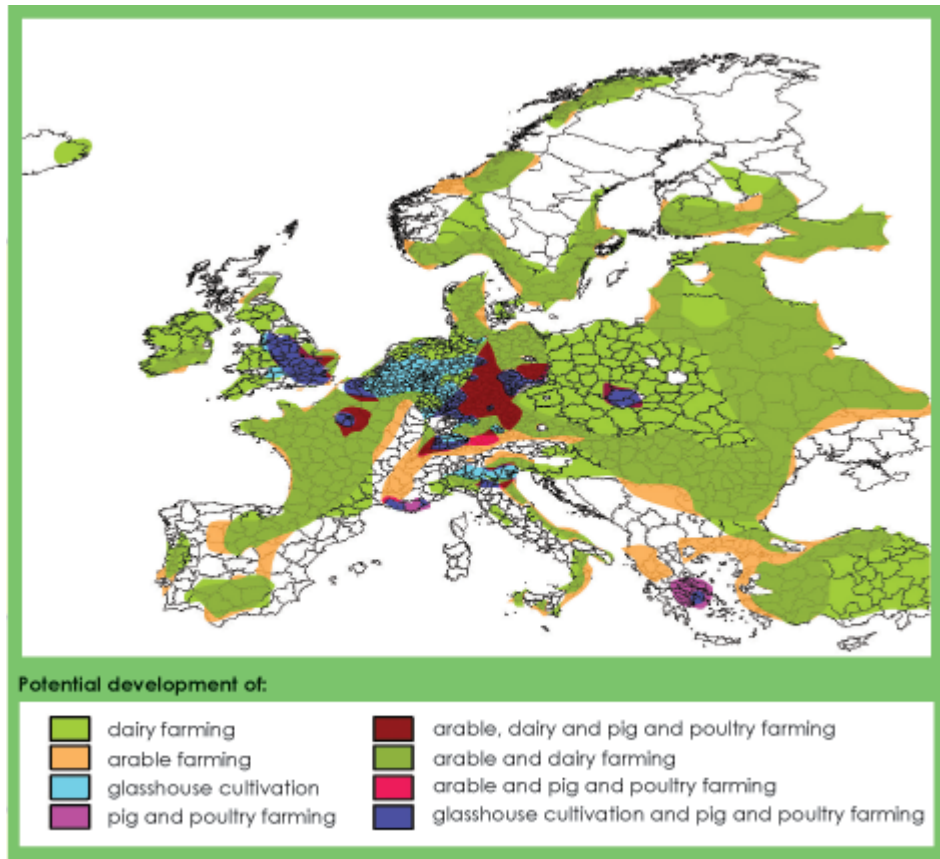 Potential development of:
dairy farming
arable farming
glasshouse cultivation
pig and poultry farming
arable, dairy and pig and poultry farming
arable and dairy farming
arable and pig and poultry farming
glasshouse cultivation and pig and poultry farming